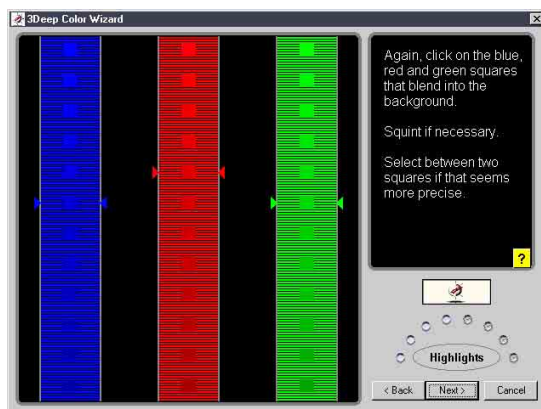 3Deep Color Wizard
Again, click on the blue,
red and green squares
that blend into the
background.
Squint if necessary.
Select between two
squares if that seems
more precise.
?
Highlights
< Back
Next >
Cancel